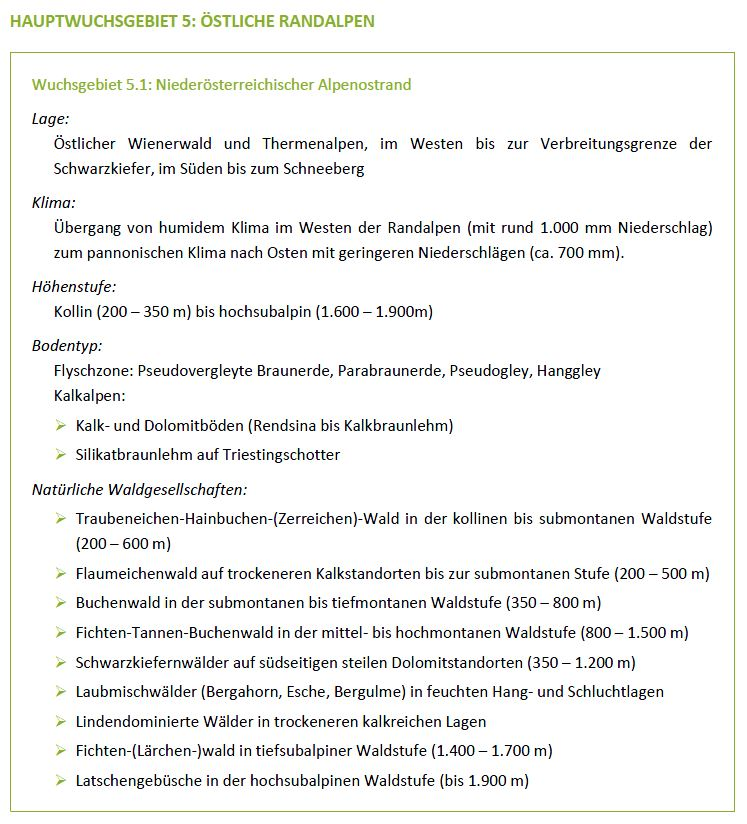 HAUPTWUCHSGEBIET 5: ÖSTLICHE RANDALPEN
Wuchsgebiet 5.1: Niederösterreichischer Alpenostrand
Lage:
Östlicher Wienerwald und Thermenalpen, im Westen bis zur Verbreitungsgrenze der
Schwarzkiefer, im Süden bis zum Schneeberg
Klima:
Übergang von humidem Klima im Westen der Randalpen (mit rund 1.000 mm Niederschlag)
zum pannonischen Klima nach Osten mit geringeren Niederschlägen (ca. 700 mm).
Höhenstufe:
Kollin (200 – 350 m) bis hochsubalpin (1.600 – 1.900m)
Bodentyp:
Flyschzone: Pseudovergleyte Braunerde, Parabraunerde, Pseudogley, Hanggley
Kalkalpen:
➢ Kalk- und Dolomitböden (Rendsina bis Kalkbraunlehm)
➢ Silikatbraunlehm auf Triestingschotter
Natürliche Waldgesellschaften:
➢ Traubeneichen-Hainbuchen-(Zerreichen)-Wald in der kollinen bis submontanen Waldstufe
(200 – 600 m)
➢ Flaumeichenwald auf trockeneren Kalkstandorten bis zur submontanen Stufe (200 – 500 m)
➢ Buchenwald in der submontanen bis tiefmontanen Waldstufe (350 – 800 m)
➢ Fichten-Tannen-Buchenwald in der mittel- bis hochmontanen Waldstufe (800 – 1.500 m)
➢ Schwarzkiefernwälder auf südseitigen steilen Dolomitstandorten (350 – 1.200 m)
➢ Laubmischwälder (Bergahorn, Esche, Bergulme) in feuchten Hang- und Schluchtlagen
➢ Lindendominierte Wälder in trockeneren kalkreichen Lagen
➢ Fichten-(Lärchen-)wald in tiefsubalpiner Waldstufe (1.400 – 1.700 m)
➢ Latschengebüsche in der hochsubalpinen Waldstufe (bis 1.900 m)